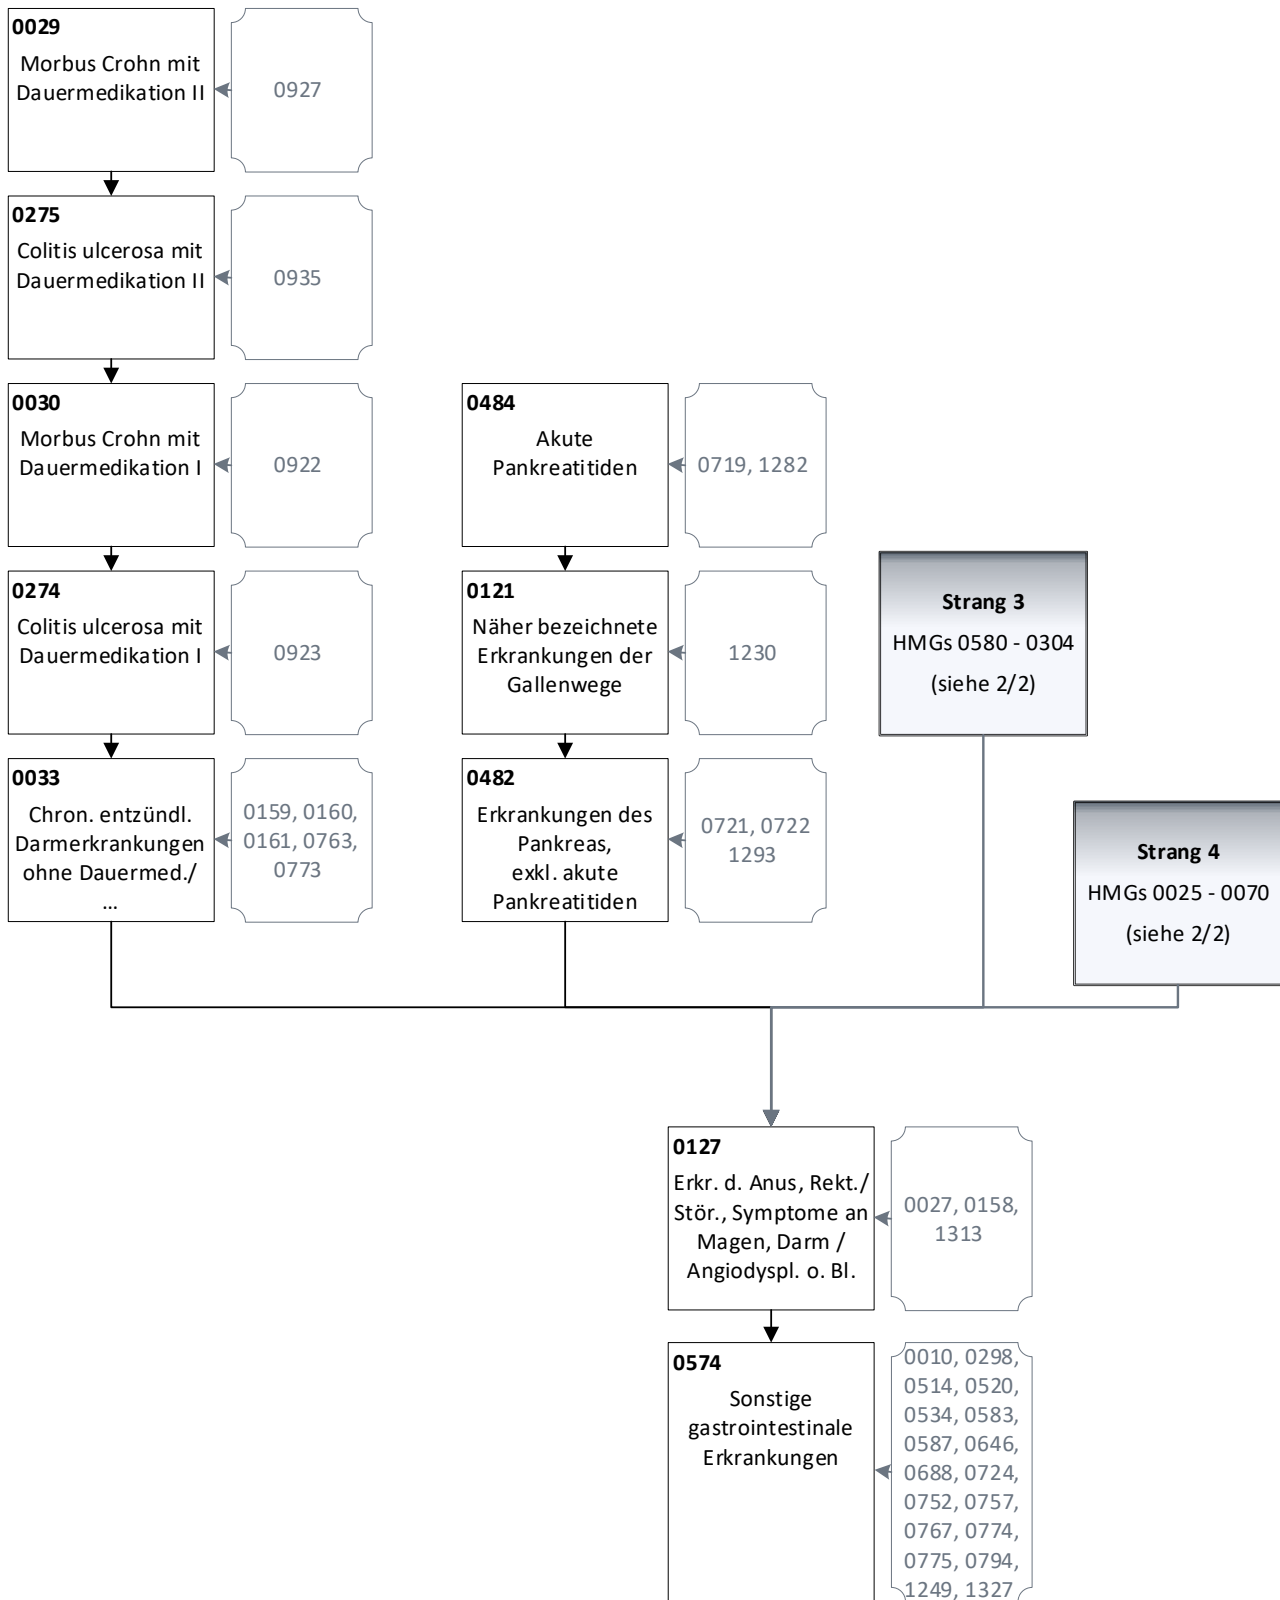 0029
Morbus Crohn mit
Dauermedikation II
0927
0275
Colitis ulcerosa mit
Dauermedikation II
0935
0030
Morbus Crohn mit
Dauermedikation I
0922
0484
Akute
Pankreatitiden
0719, 1282
0274
Colitis ulcerosa mit
Dauermedikation I
0923
0121
Näher bezeichnete
Erkrankungen der
Gallenwege
1230
Strang 3
HMGs 0580 - 0304
(siehe 2/2)
0033
Chron. entzündl.
Darmerkrankungen
ohne Dauermed./
...
0159, 0160,
0161, 0763,
0773
0482
Erkrankungen des
Pankreas,
exkl. akute
Pankreatitiden
0721, 0722
1293
Strang 4
HMGs 0025 - 0070
(siehe 2/2)
0127
Erkr. d. Anus, Rekt./
Stör., Symptome an
Magen, Darm /
Angiodyspl. o. Bl.
0027, 0158,
1313
0574
Sonstige
gastrointestinale
Erkrankungen
0010, 0298,
0514, 0520,
0534, 0583,
0587, 0646,
0688, 0724,
0752, 0757,
0767, 0774,
0775, 0794,
1249, 1327